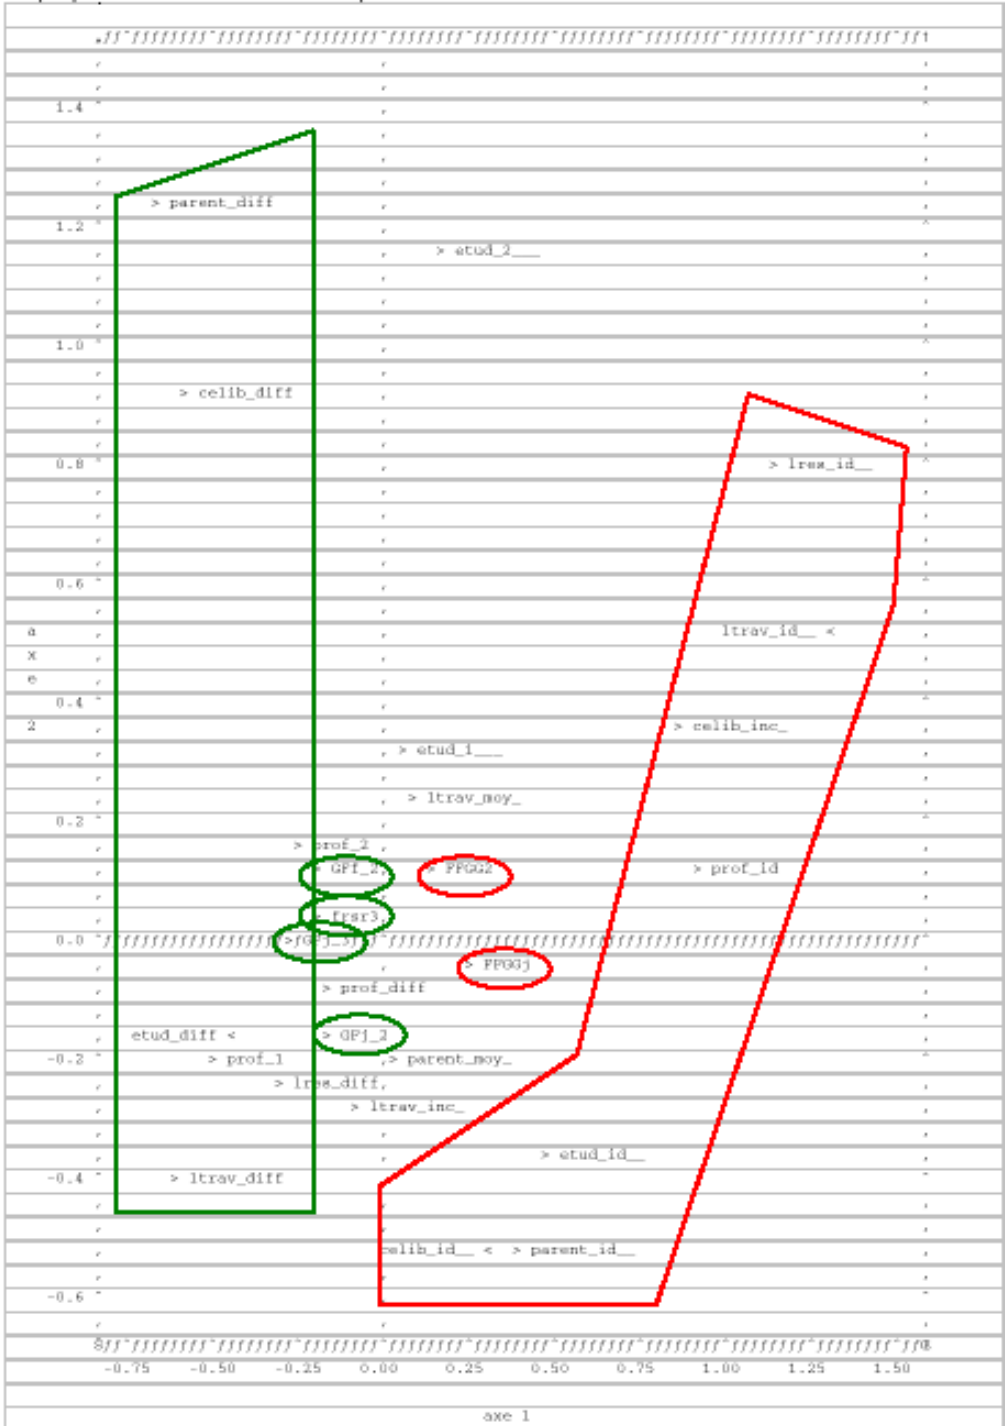 1.4
> parent_diff
1.2
> etud_2___
1.0
> celib_diff
0.8
> lres_id__
0.6
a
ltrav_id__ <
x
e
0.4
2
> celib_inc_
> etud_1___
> ltrav_moy_
0.2
> prof_2
> GPf_2
> FPGG2
> prof_id
> frsr3
0.0
> FPGGj
> prof_diff
etud_diff <
> GPj_2
-0.2
> prof_1
> parent_moy_
> lres_diff
> ltrav_inc_
> etud_id__
-0.4
> ltrav_diff
celib_id__ < > parent_id__
-0.6
-0.75 -0.50 -0.25 0.00 0.25 0.50 0.75 1.00 1.25 1.50
axe 1